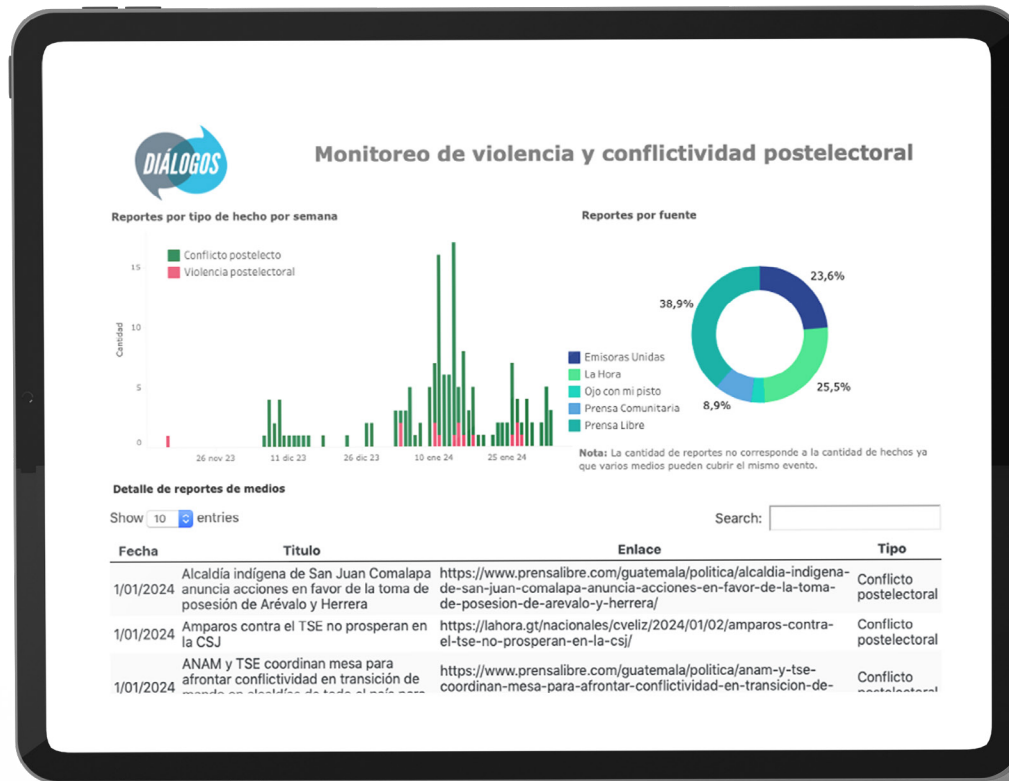 DIÁLOGOS
Monitoreo de violencia y conflictividad postelectoral
Reportes por tipo de hecho por semana
Conflicto postelecto
Violencia postelectoral
15
10
5
0
Cantidad
26 nov 23
11 dic 23
26 dic 23
10 ene 24
25 ene 24
Reportes por fuente
23,6%
38,9%
25,5%
8,9%
Emisoras Unidas
La Hora
Ojo con mi pisto
Prensa Comunitaria
Prensa Libre
Nota: La cantidad de reportes no corresponde a la cantidad de hechos ya
que varios medios pueden cubrir el mismo evento.
Detalle de reportes de medios
Show 10 entries
Search:
Fecha Titulo Enlace Tipo
1/01/2024
Alcaldía indígena de San Juan Comalapa
anuncia acciones en favor de la toma de
posesión de Arévalo y Herrera
https://www.prensalibre.com/guatemala/politica/alcaldia-indigena-
de-san-juan-comalapa-anuncia-acciones-en-favor-de-la-toma-
de-posesion-de-arevalo-y-herrera/
Conflicto
postelectoral
1/01/2024
Amparos contra el TSE no prosperan en
la CSJ
https://lahora.gt/nacionales/cveliz/2024/01/02/amparos-contra-
el-tse-no-prosperan-en-la-csj/
Conflicto
postelectoral
1/01/2024
ANAM y TSE coordinan mesa para
afrontar conflictividad en transición de
mando en alcaldías de todo el país para
https://www.prensalibre.com/guatemala/politica/anam-y-tse-
coordinan-mesa-para-afrontar-conflictividad-en-transicion-de-
Conflicto
postelectoral